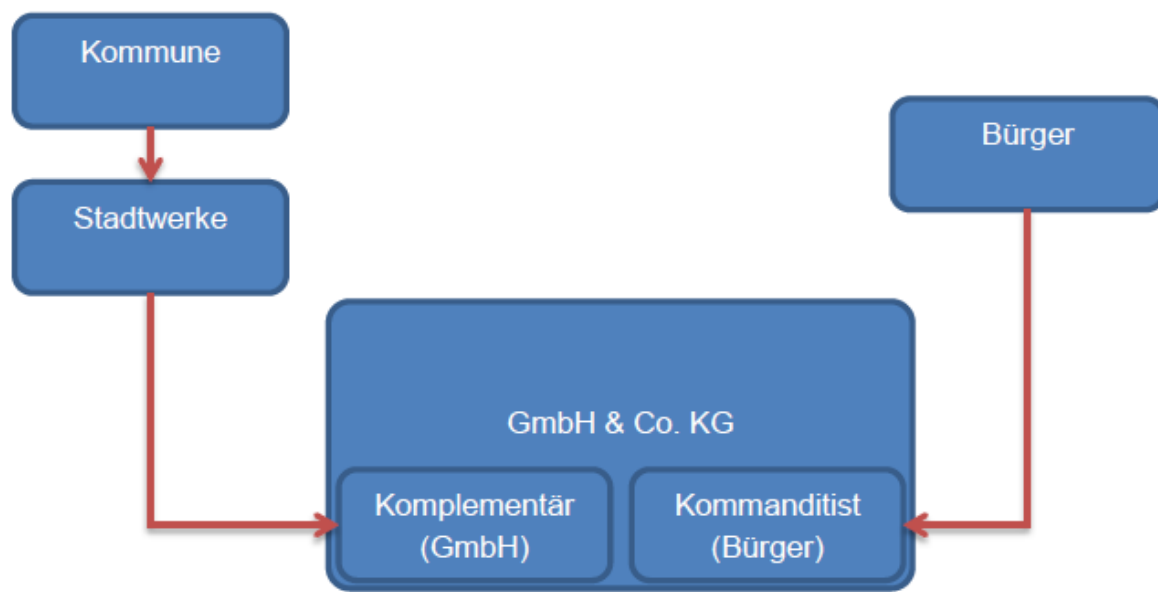 Kommune
Bürger
Stadtwerke
GmbH & Co. KG
Komplementär
(GmbH)
Kommanditist
(Bürger)